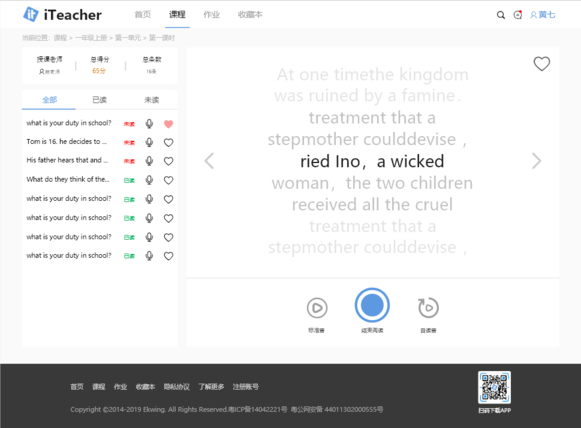 iTeacher
首页 课程 作业 收藏本 黄七
当前位置: 课程 > 一年级上册 > 第一单元 > 第一课时
授课老师 总得分 总条数
65分 16条
全部 已读 未读
what is your duty in school? 未读
Tom is 16. he decides to ... 未读
His father hears that and ... 未读
What do they think of the... 已读
what is your duty in school? 已读
what is your duty in school? 已读
what is your duty in school? 已读
what is your duty in school? 已读
At one timethe kingdom
was ruined by a famine.
treatment that a
stepmother coulddevise ,
ried Ino, a wicked
woman, the two children
received all the cruel
treatment that a
stepmother coulddevise ,
标准音 结束阅读 自读音
首页 课程 作业 收藏本 隐私协议 了解更多 注册账号
Copyright ©2014-2019 Ekwing. All Rights Reserved.粤ICP备14042221号 粤公网安备 44011302000555号
扫码下载APP